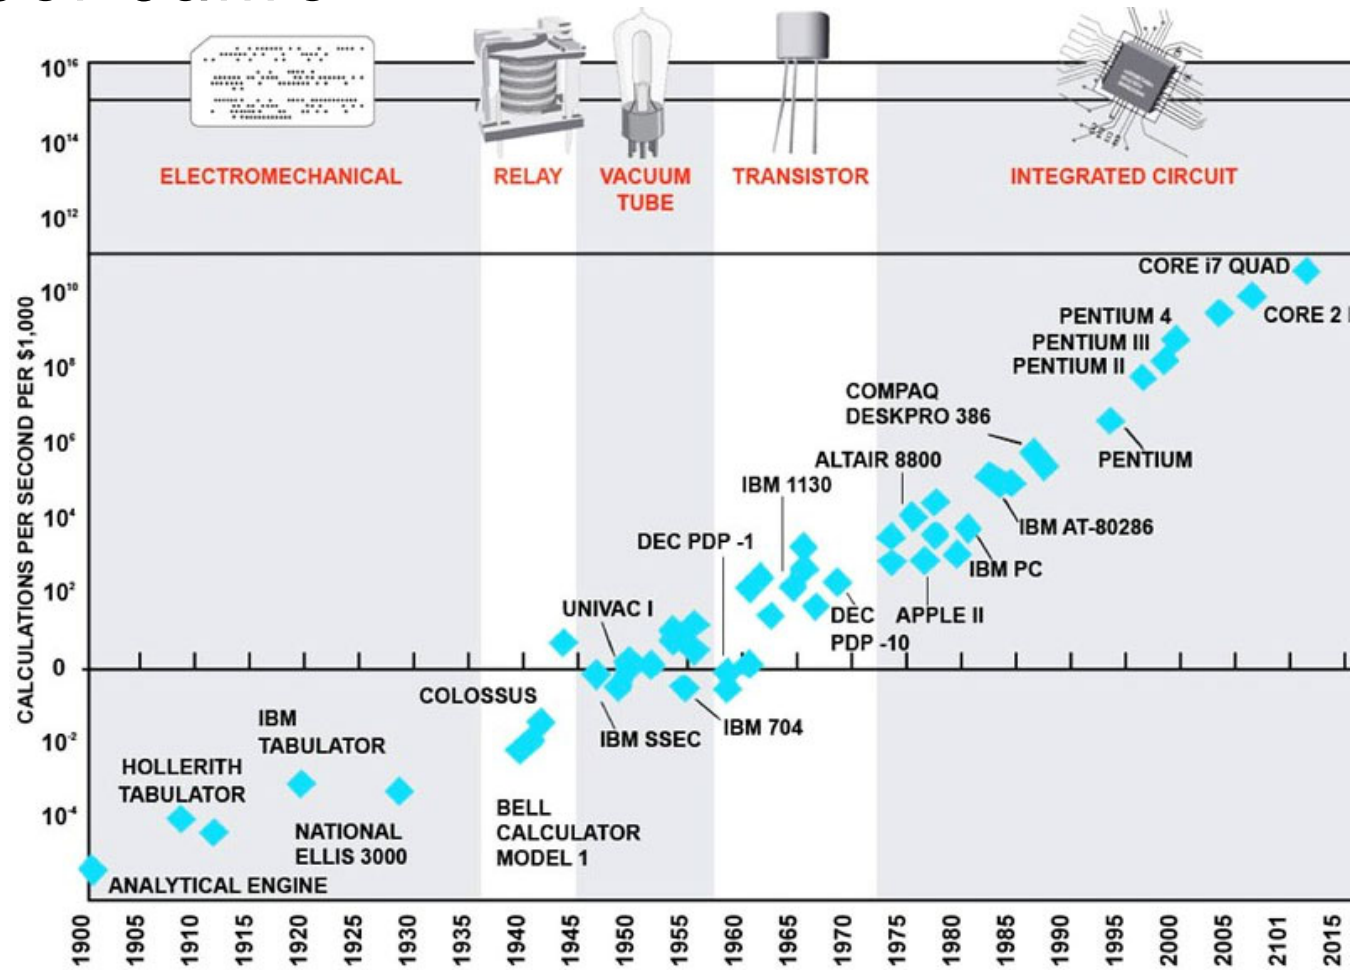 10¹⁶
10¹⁴
10¹²
10¹⁰
10⁸
10⁶
10⁴
10²
0
10⁻²
10⁻⁴
CALCULATIONS PER SECOND PER $1,000
ELECTROMECHANICAL
RELAY
VACUUM
TUBE
TRANSISTOR
INTEGRATED CIRCUIT
CORE i7 QUAD
PENTIUM 4
CORE 2
PENTIUM III
PENTIUM II
COMPAQ
DESKPRO 386
PENTIUM
ALTAIR 8800
IBM 1130
IBM AT-80286
DEC PDP -1
IBM PC
UNIVAC I
DEC
PDP -10
APPLE II
COLOSSUS
IBM SSEC
IBM 704
IBM
TABULATOR
HOLLERITH
TABULATOR
NATIONAL
ELLIS 3000
BELL
CALCULATOR
MODEL 1
ANALYTICAL ENGINE
1900
1905
1910
1915
1920
1925
1930
1935
1940
1945
1950
1955
1960
1965
1970
1975
1980
1985
1990
1995
2000
2005
2101
2015